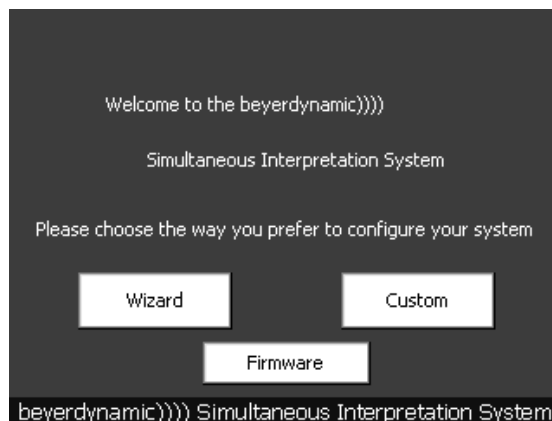 Welcome to the beyerdynamic))))
Simultaneous Interpretation System
Please choose the way you prefer to configure your system
Wizard Custom
Firmware
beyerdynamic)))) Simultaneous Interpretation System